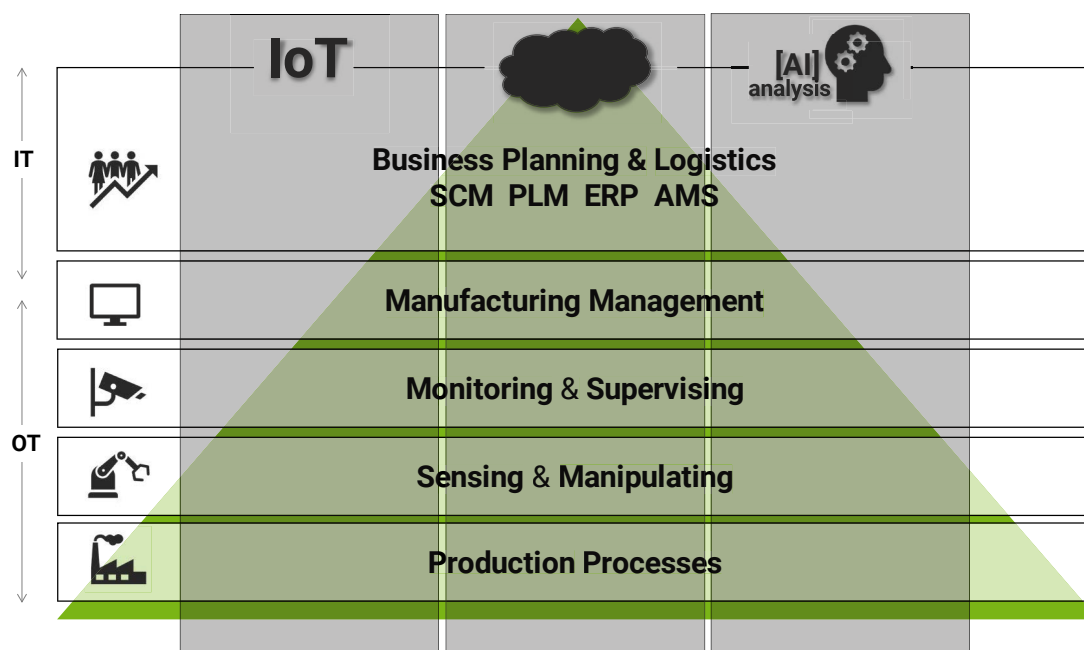 IoT
[AI]
analysis
IT
Business Planning & Logistics
SCM PLM ERP AMS
Manufacturing Management
Monitoring & Supervising
OT
Sensing & Manipulating
Production Processes